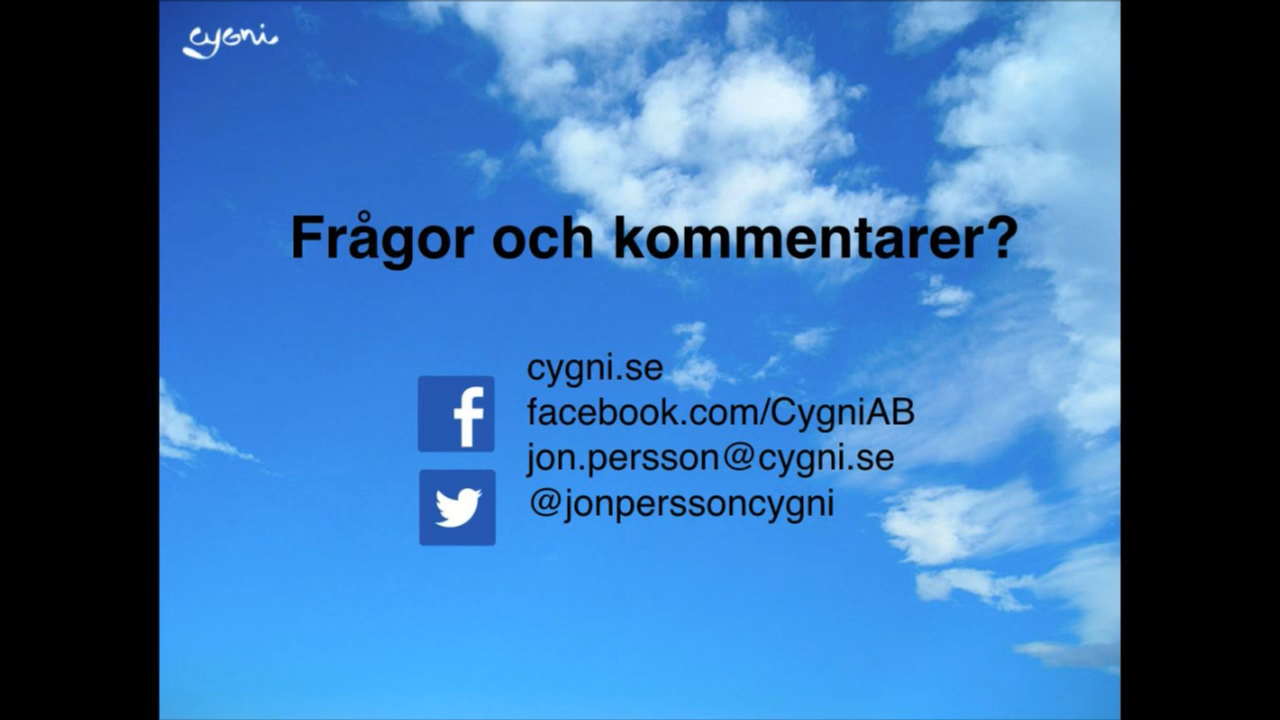 cygni
Frågor och kommentarer?
cygni.se
facebook.com/CygniAB
jon.persson@cygni.se
@jonperssoncygni